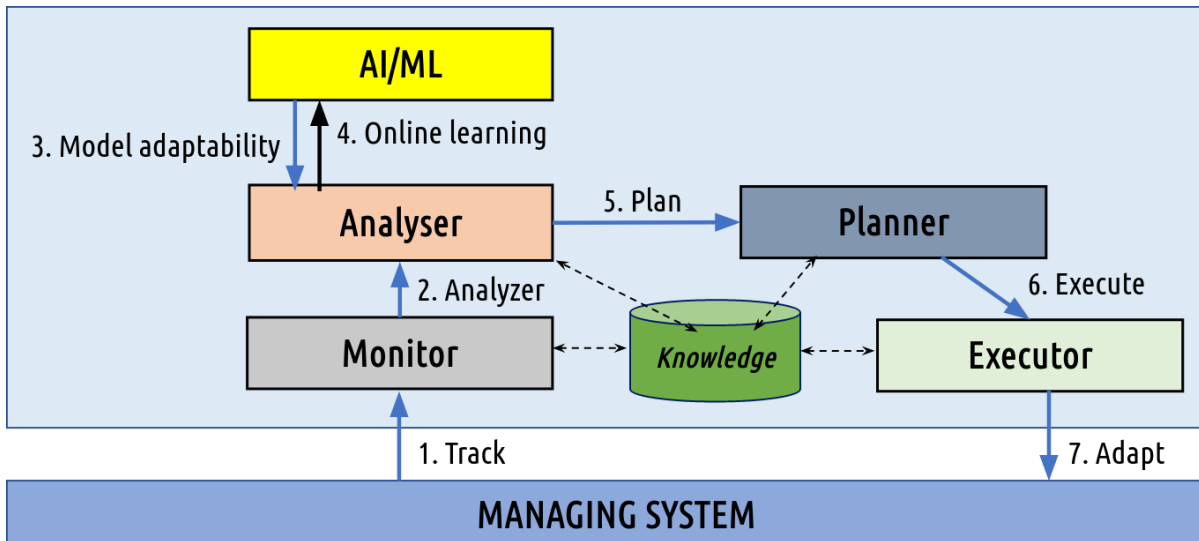 AI/ML
3. Model adaptability
4. Online learning
Analyser
5. Plan
Planner
2. Analyzer
6. Execute
Monitor
Knowledge
Executor
1. Track
7. Adapt
MANAGING SYSTEM